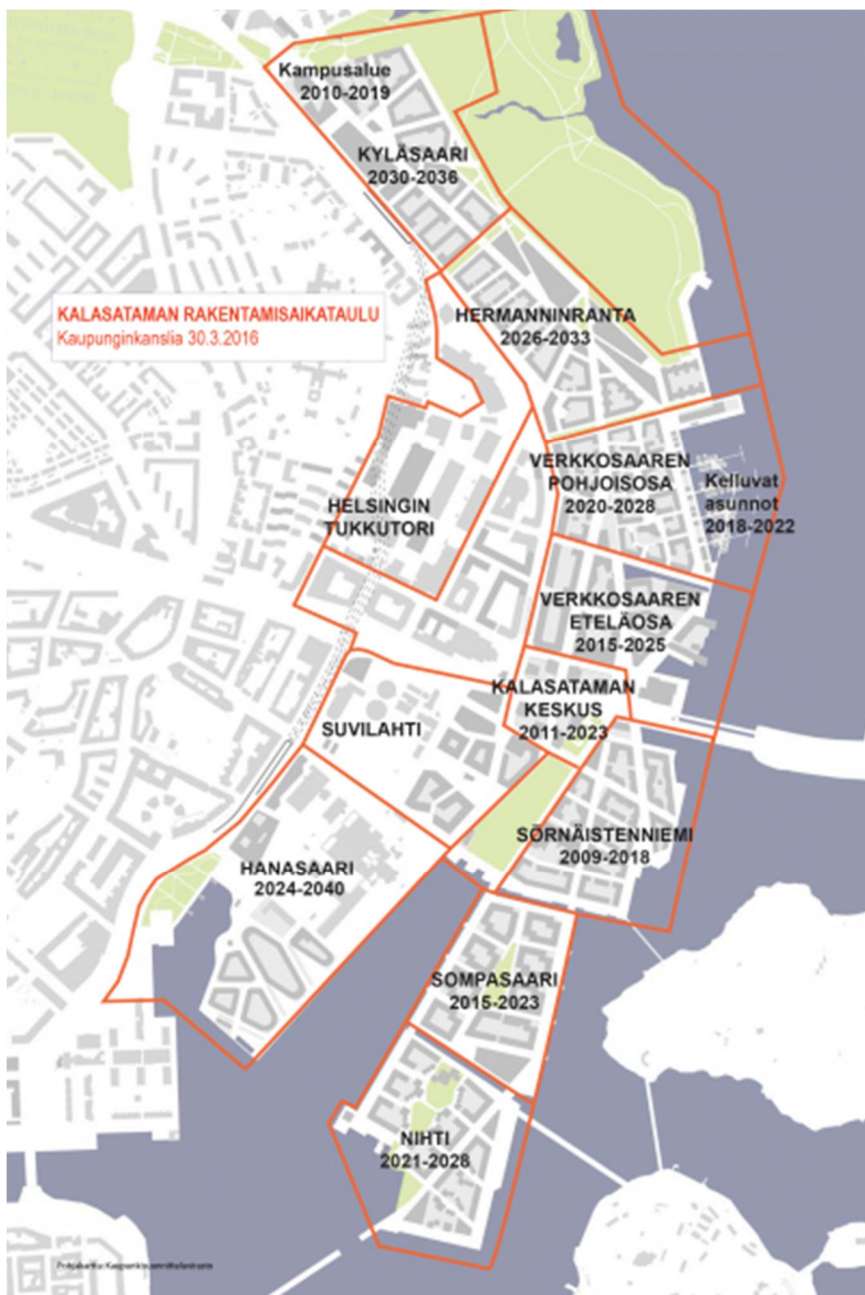 Kampusalue
2010-2019
KYLÄSAARI
2030-2036
KALASATAMAN RAKENTAMISAIKATAULU
Kaupunginkanslia 30.3.2016
HERMANNINRANTA
2026-2033
VERKKOSAAREN
POHJOISOSA
2020-2028
Kelluvat
asunnot
2018-2022
HELSINGIN
TUKKUTORI
VERKKOSAAREN
ETELÄOSA
2015-2025
KALASATAMAN
KESKUS
2011-2023
SUVILAHTI
SÖRNÄISTENNIEMI
2009-2018
HANASAARI
2024-2040
SOMPASAARI
2015-2023
NIHTI
2021-2028
Pohjakartta: Kaupunkisuunnitteluvirasto